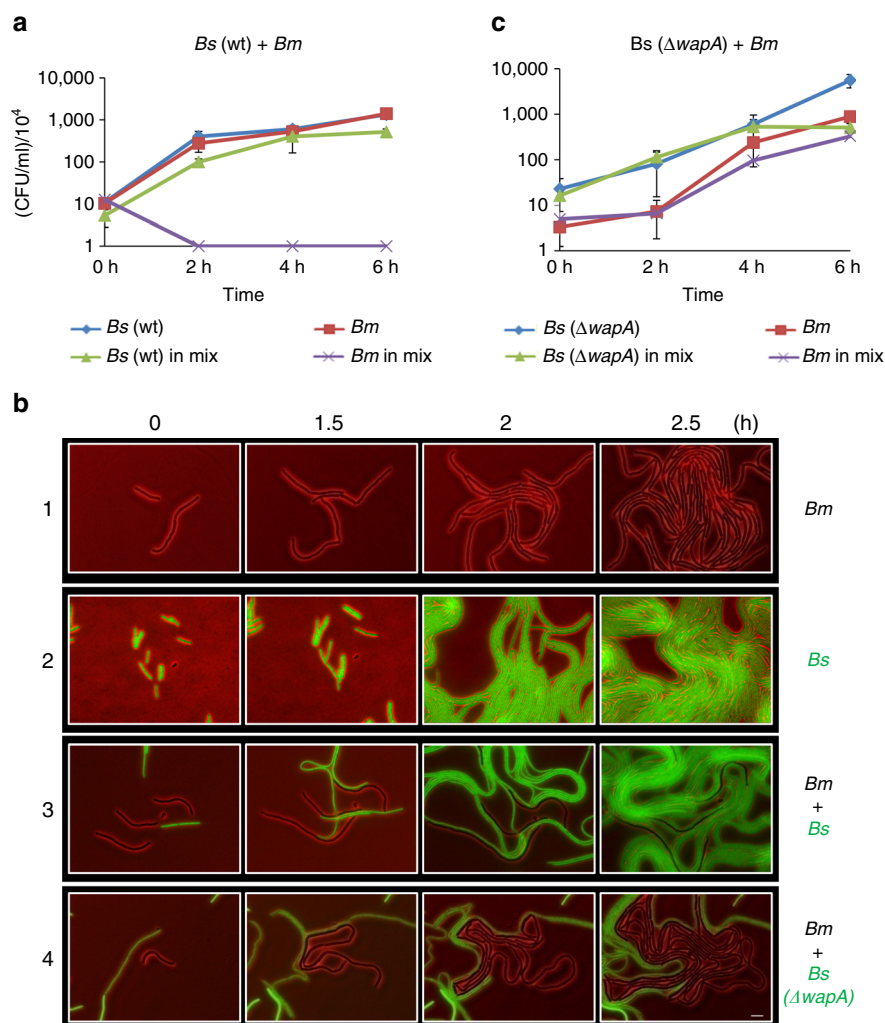 a
Bs (wt) + Bm
(CFU/ml)/10⁴
10,000
1,000
100
10
1
0 h 2 h 4 h 6 h
Time
Bs (wt) Bm
Bs (wt) in mix Bm in mix
c
Bs (ΔwapA) + Bm
10,000
1,000
100
10
1
0 h 2 h 4 h 6 h
Time
Bs (ΔwapA) Bm
Bs (ΔwapA) in mix Bm in mix
b
0 1.5 2 2.5 (h)
1 Bm
2 Bs
3 Bm
+
Bs
4 Bm
+
Bs
(ΔwapA)